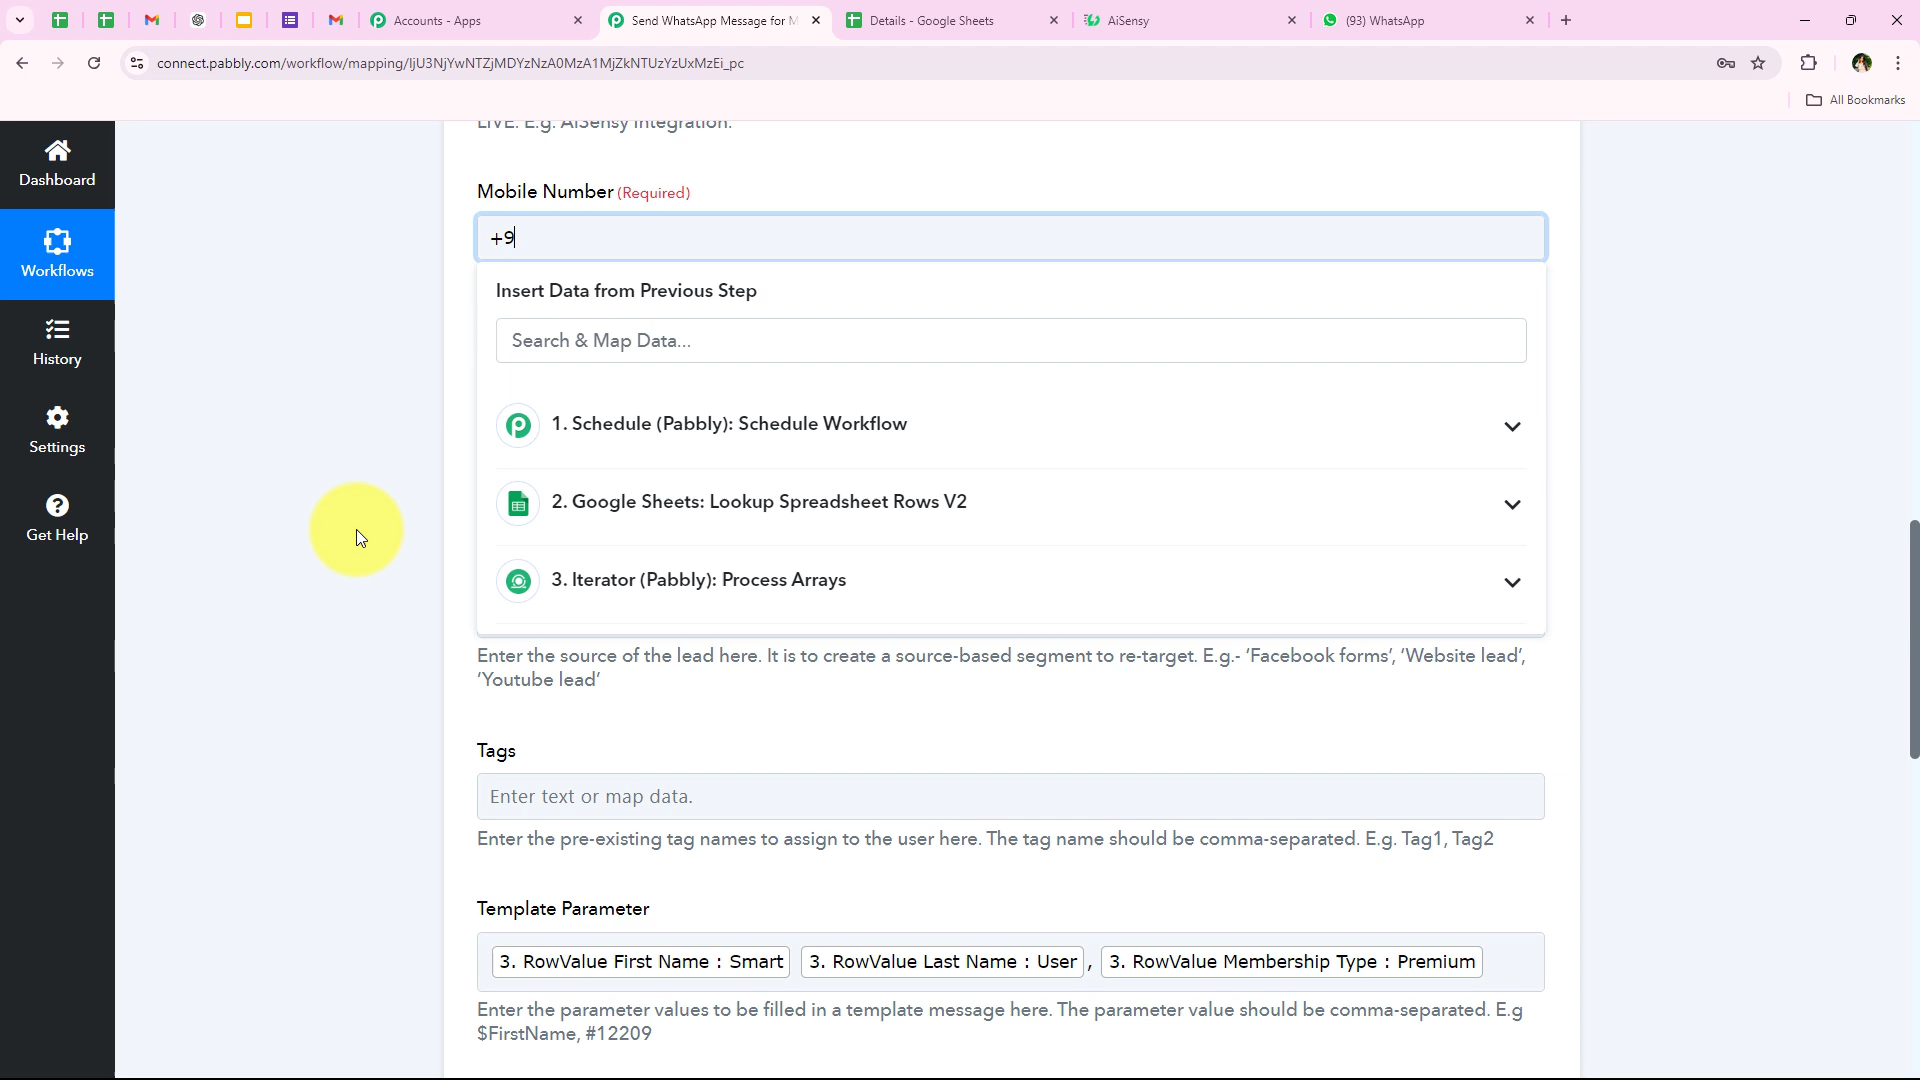 Accounts - Apps
Send WhatsApp Message for M
Details - Google Sheets
AiSensy
(93) WhatsApp
connect.pabbly.com/workflow/mapping/IjU3NjYwNTZjMDYzNzA0MzA1MjZkNTUzYzUxMzEi_pc
All Bookmarks
Dashboard
Workflows
History
Settings
Get Help
LIVE. E.g. AiSensy Integration.
Mobile Number (Required)
+9
Insert Data from Previous Step
Search & Map Data...
1. Schedule (Pabbly): Schedule Workflow
2. Google Sheets: Lookup Spreadsheet Rows V2
3. Iterator (Pabbly): Process Arrays
Enter the source of the lead here. It is to create a source-based segment to re-target. E.g.- ‘Facebook forms’, ‘Website lead’,
‘Youtube lead’
Tags
Enter text or map data.
Enter the pre-existing tag names to assign to the user here. The tag name should be comma-separated. E.g. Tag1, Tag2
Template Parameter
3. RowValue First Name : Smart 3. RowValue Last Name : User , 3. RowValue Membership Type : Premium
Enter the parameter values to be filled in a template message here. The parameter value should be comma-separated. E.g
$FirstName, #12209